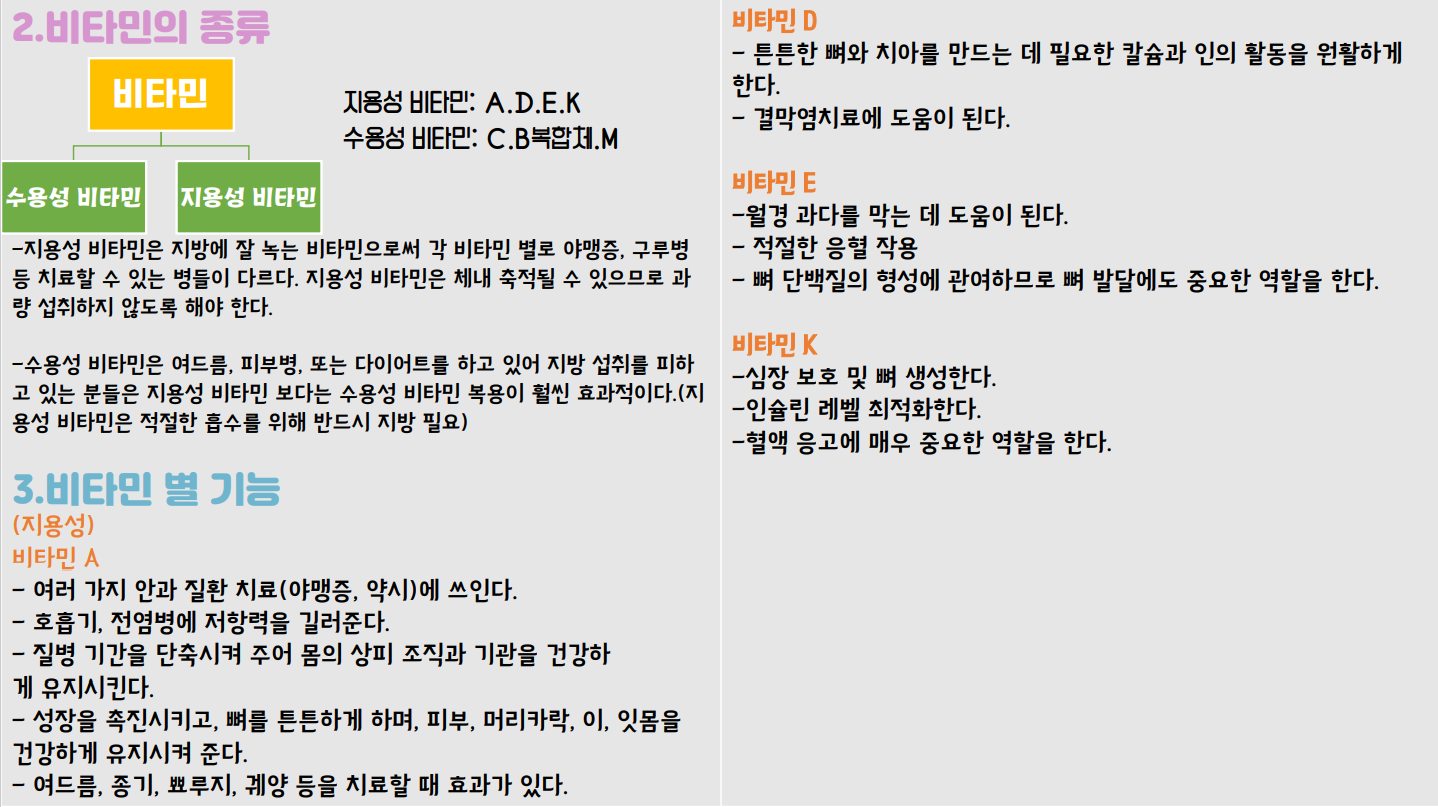 2.비타민의 종류
비타민
수용성 비타민
지용성 비타민
지용성 비타민: A.D.E.K
수용성 비타민: C.B복합체.M
-지용성 비타민은 지방에 잘 녹는 비타민으로써 각 비타민 별로 야맹증, 구루병
등 치료할 수 있는 병들이 다르다. 지용성 비타민은 체내 축적될 수 있으므로 과
량 섭취하지 않도록 해야 한다.
-수용성 비타민은 여드름, 피부병, 또는 다이어트를 하고 있어 지방 섭취를 피하
고 있는 분들은 지용성 비타민 보다는 수용성 비타민 복용이 훨씬 효과적이다.(지
용성 비타민은 적절한 흡수를 위해 반드시 지방 필요)
3.비타민 별 기능
(지용성)
비타민 A
- 여러 가지 안과 질환 치료(야맹증, 약시)에 쓰인다.
- 호흡기, 전염병에 저항력을 길러준다.
- 질병 기간을 단축시켜 주어 몸의 상피 조직과 기관을 건강하
게 유지시킨다.
- 성장을 촉진시키고, 뼈를 튼튼하게 하며, 피부, 머리카락, 이, 잇몸을
건강하게 유지시켜 준다.
- 여드름, 종기, 뾰루지, 궤양 등을 치료할 때 효과가 있다.
비타민 D
- 튼튼한 뼈와 치아를 만드는 데 필요한 칼슘과 인의 활동을 원활하게
한다.
- 결막염치료에 도움이 된다.
비타민 E
-월경 과다를 막는 데 도움이 된다.
- 적절한 응혈 작용
- 뼈 단백질의 형성에 관여하므로 뼈 발달에도 중요한 역할을 한다.
비타민 K
-심장 보호 및 뼈 생성한다.
-인슐린 레벨 최적화한다.
-혈액 응고에 매우 중요한 역할을 한다.